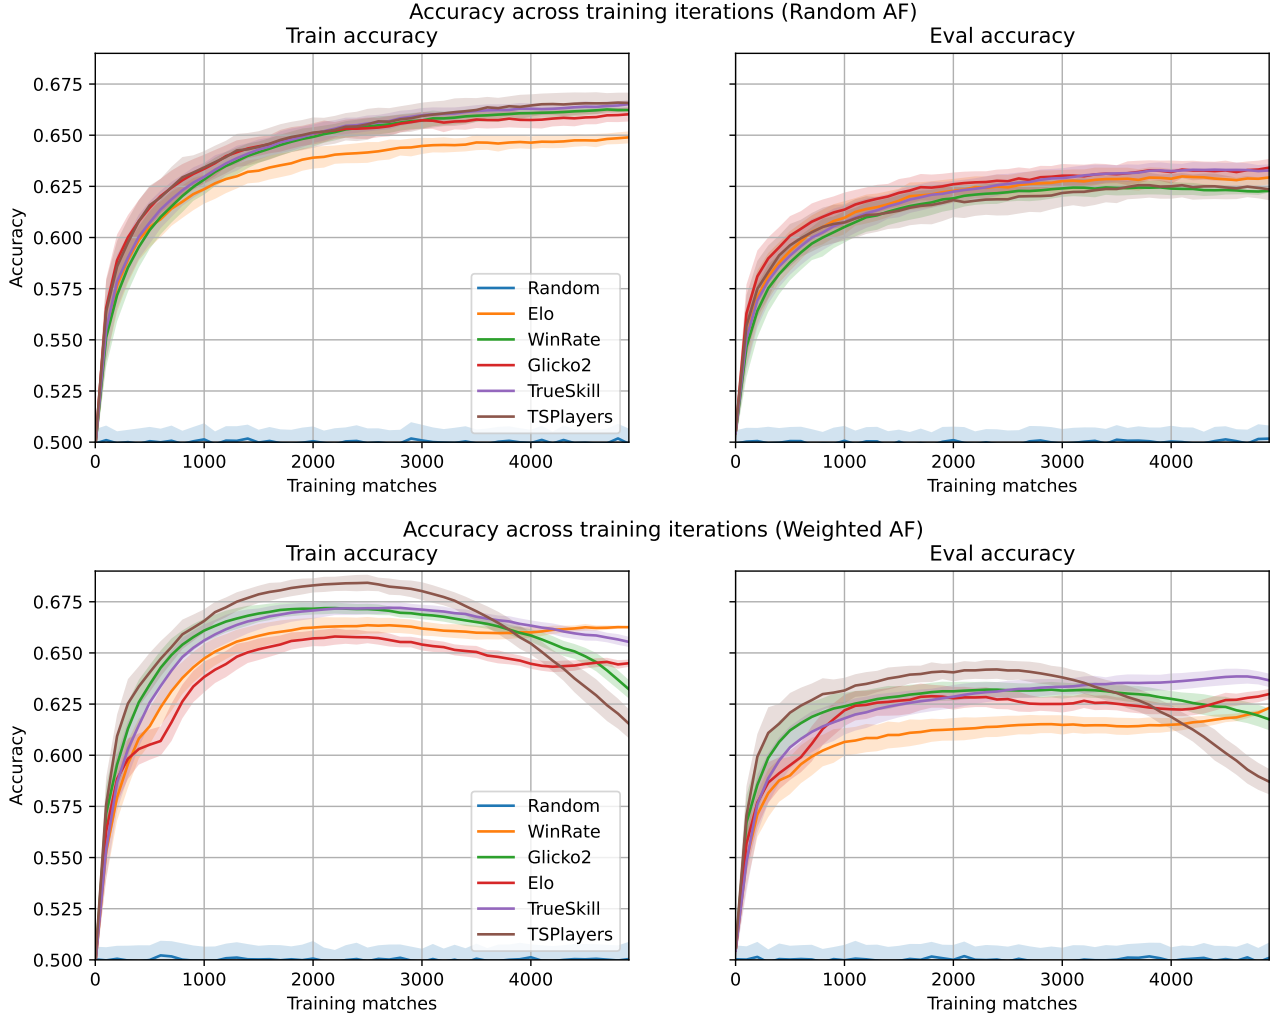 Accuracy across training iterations (Random AF)
Train accuracy
Eval accuracy
Accuracy
0.675
0.650
0.625
0.600
0.575
0.550
0.525
0.500
Random
Elo
WinRate
Glicko2
TrueSkill
TSPlayers
0 1000 2000 3000 4000
Training matches
0 1000 2000 3000 4000
Training matches
Accuracy across training iterations (Weighted AF)
Train accuracy
Eval accuracy
Accuracy
0.675
0.650
0.625
0.600
0.575
0.550
0.525
0.500
Random
WinRate
Glicko2
Elo
TrueSkill
TSPlayers
0 1000 2000 3000 4000
Training matches
0 1000 2000 3000 4000
Training matches